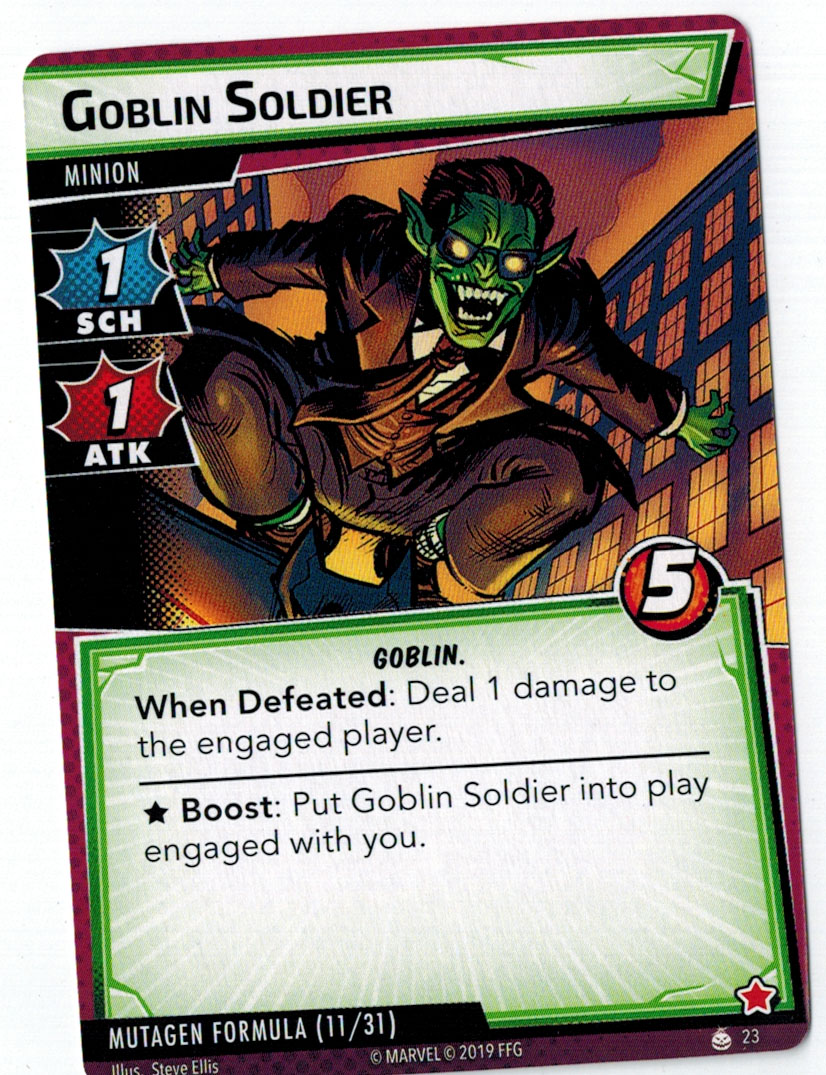 GOBLIN SOLDIER
MINION
1
SCH
1
ATK
5
GOBLIN.
When Defeated: Deal 1 damage to
the engaged player.
★ Boost: Put Goblin Soldier into play
engaged with you.
MUTAGEN FORMULA (11/31)
Illus. Steve Ellis
© MARVEL © 2019 FFG
23